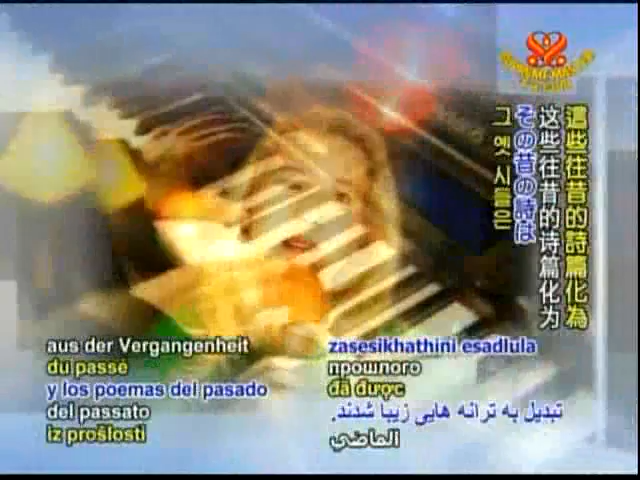 SUPREME MASTER
這些往昔的詩篇化為
这些往昔的诗篇化为
その昔の詩は
그 옛 시들은
aus der Vergangenheit
du passé
y los poemas del pasado
del passato
iz prošlosti
zasesikhathini esadlula
прошлого
đã được
تبدیل به ترانه هایی زیبا شدند.
الماضي